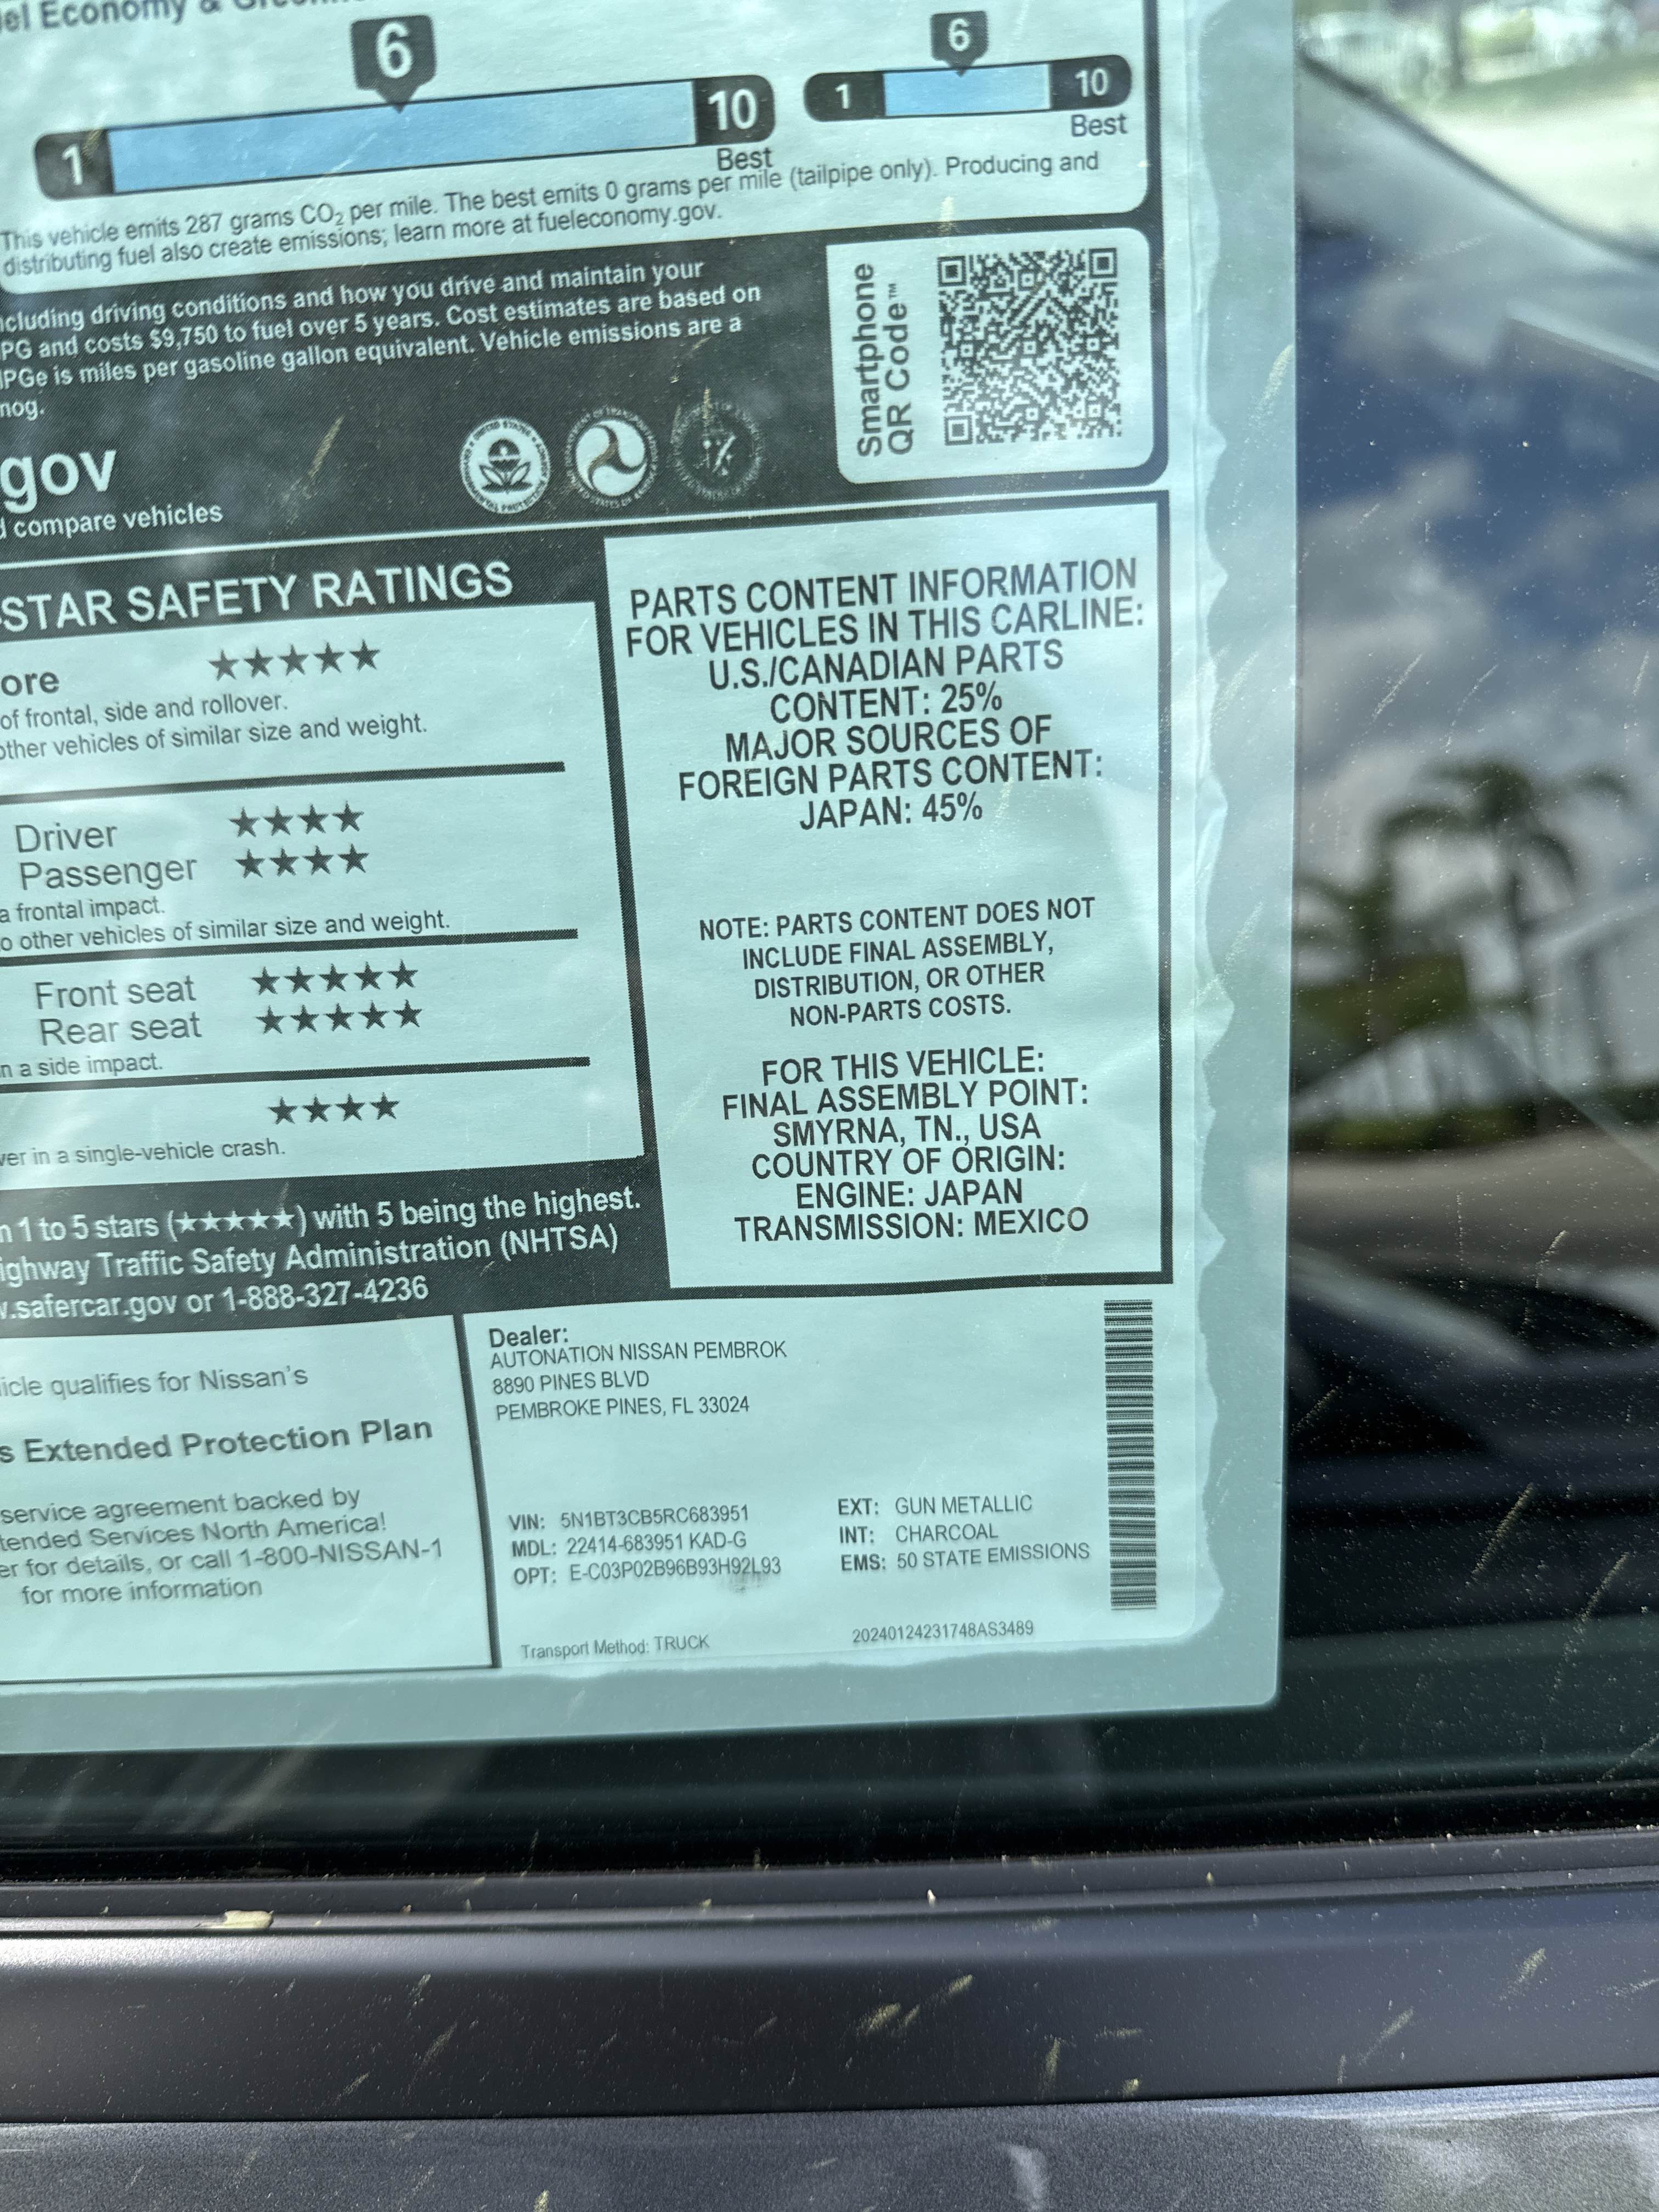 el Economy &
6
1
10
Best
6
1
10
Best
This vehicle emits 287 grams CO₂ per mile. The best emits 0 grams per mile (tailpipe only). Producing and
distributing fuel also create emissions; learn more at fueleconomy.gov.
cluding driving conditions and how you drive and maintain your
PG and costs $9,750 to fuel over 5 years. Cost estimates are based on
PGe is miles per gasoline gallon equivalent. Vehicle emissions are a
mog.
Smartphone
QR Code™
gov
d compare vehicles
STAR SAFETY RATINGS
ore ★★★★★
of frontal, side and rollover.
other vehicles of similar size and weight.
Driver ★★★★
Passenger ★★★★
a frontal impact.
o other vehicles of similar size and weight.
Front seat ★★★★★
Rear seat ★★★★★
n a side impact.
★★★★
ver in a single-vehicle crash.
m 1 to 5 stars (★★★★★) with 5 being the highest.
ighway Traffic Safety Administration (NHTSA)
w.safercar.gov or 1-888-327-4236
PARTS CONTENT INFORMATION
FOR VEHICLES IN THIS CARLINE:
U.S./CANADIAN PARTS
CONTENT: 25%
MAJOR SOURCES OF
FOREIGN PARTS CONTENT:
JAPAN: 45%
NOTE: PARTS CONTENT DOES NOT
INCLUDE FINAL ASSEMBLY,
DISTRIBUTION, OR OTHER
NON-PARTS COSTS.
FOR THIS VEHICLE:
FINAL ASSEMBLY POINT:
SMYRNA, TN., USA
COUNTRY OF ORIGIN:
ENGINE: JAPAN
TRANSMISSION: MEXICO
icle qualifies for Nissan's
s Extended Protection Plan
service agreement backed by
tended Services North America!
er for details, or call 1-800-NISSAN-1
for more information
Dealer:
AUTONATION NISSAN PEMBROK
8890 PINES BLVD
PEMBROKE PINES, FL 33024
VIN: 5N1BT3CB5RC683951
MDL: 22414-683951 KAD-G
OPT: E-C03P02B96B93H92L93
EXT: GUN METALLIC
INT: CHARCOAL
EMS: 50 STATE EMISSIONS
Transport Method: TRUCK
20240124231748AS3489